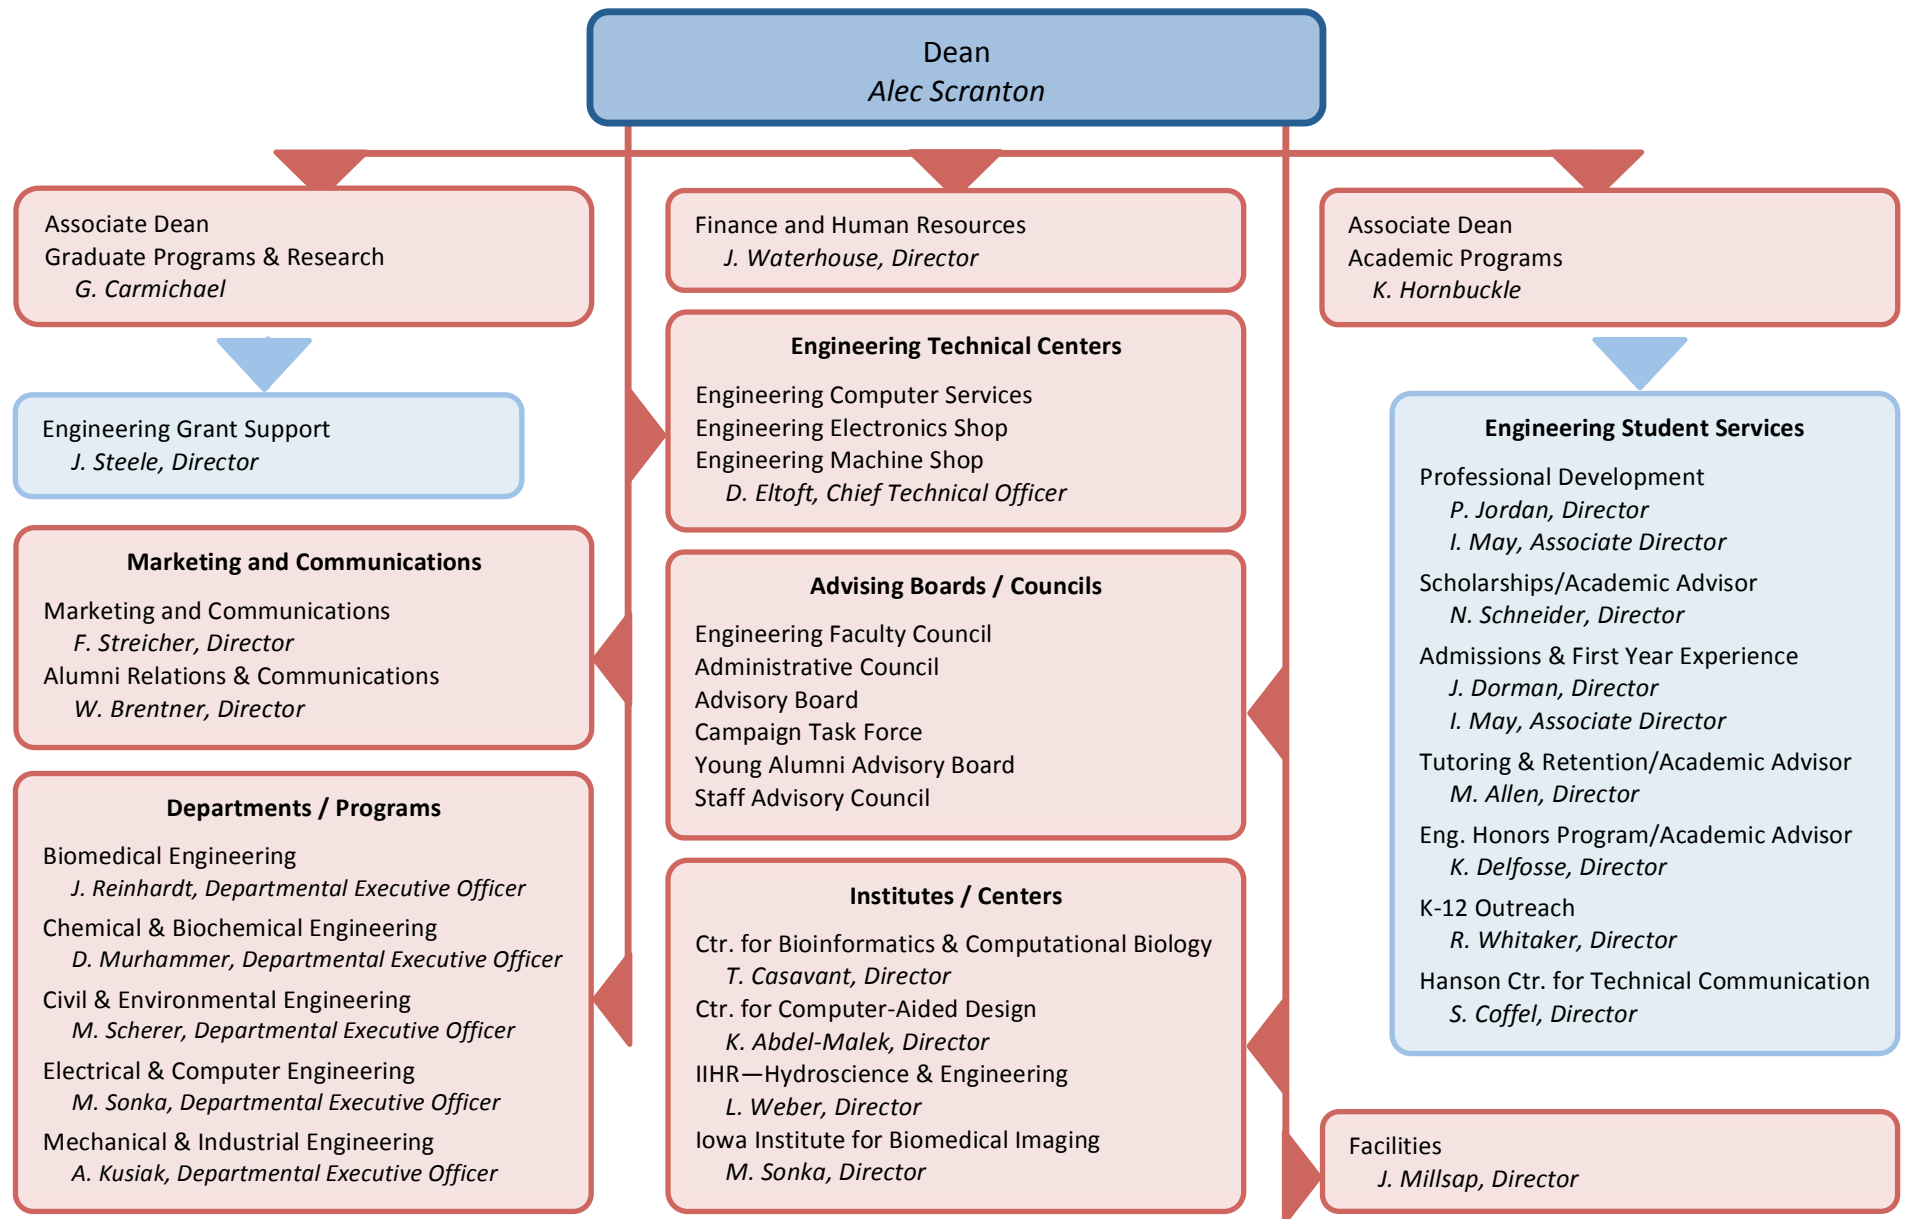 Dean
Alec Scranton
Associate Dean
Graduate Programs & Research
G. Carmichael
Finance and Human Resources
J. Waterhouse, Director
Associate Dean
Academic Programs
K. Hornbuckle
Engineering Grant Support
J. Steele, Director
Engineering Technical Centers
Engineering Computer Services
Engineering Electronics Shop
Engineering Machine Shop
D. Eltoft, Chief Technical Officer
Engineering Student Services
Professional Development
P. Jordan, Director
I. May, Associate Director
Scholarships/Academic Advisor
N. Schneider, Director
Admissions & First Year Experience
J. Dorman, Director
I. May, Associate Director
Tutoring & Retention/Academic Advisor
M. Allen, Director
Eng. Honors Program/Academic Advisor
K. Delfosse, Director
K-12 Outreach
R. Whitaker, Director
Hanson Ctr. for Technical Communication
S. Coffel, Director
Marketing and Communications
Marketing and Communications
F. Streicher, Director
Alumni Relations & Communications
W. Brentner, Director
Advising Boards / Councils
Engineering Faculty Council
Administrative Council
Advisory Board
Campaign Task Force
Young Alumni Advisory Board
Staff Advisory Council
Departments / Programs
Biomedical Engineering
J. Reinhardt, Departmental Executive Officer
Chemical & Biochemical Engineering
D. Murhammer, Departmental Executive Officer
Civil & Environmental Engineering
M. Scherer, Departmental Executive Officer
Electrical & Computer Engineering
M. Sonka, Departmental Executive Officer
Mechanical & Industrial Engineering
A. Kusiak, Departmental Executive Officer
Institutes / Centers
Ctr. for Bioinformatics & Computational Biology
T. Casavant, Director
Ctr. for Computer-Aided Design
K. Abdel-Malek, Director
IIHR—Hydroscience & Engineering
L. Weber, Director
Iowa Institute for Biomedical Imaging
M. Sonka, Director
Facilities
J. Millsap, Director